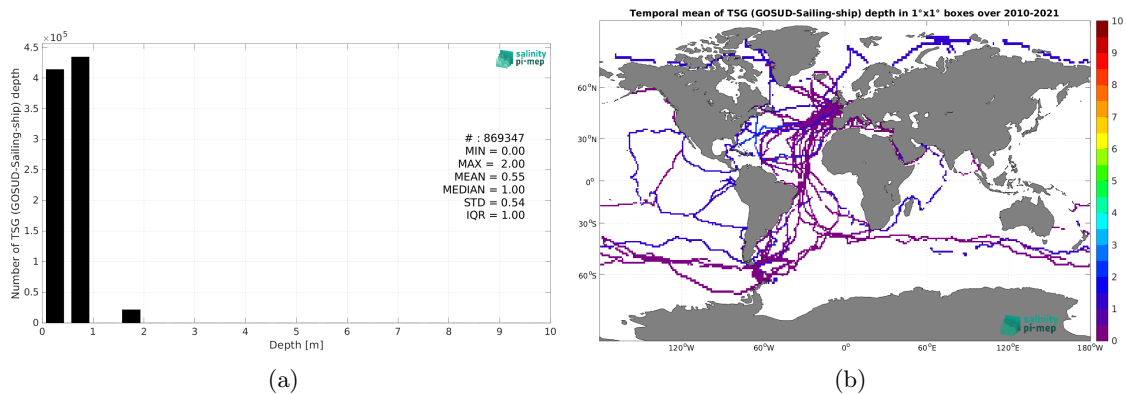 ×10⁵
4.5
4
3.5
3
2.5
2
1.5
1
0.5
0
Number of TSG (GOSUD-Sailing-ship) depth
salinity
pi-mep
# : 869347
MIN = 0.00
MAX = 2.00
MEAN = 0.55
MEDIAN = 1.00
STD = 0.54
IQR = 1.00
0 1 2 3 4 5 6 7 8 9 10
Depth [m]
(a)
Temporal mean of TSG (GOSUD-Sailing-ship) depth in 1°x1° boxes over 2010-2021
60°N
30°N
0°
30°S
60°S
120°W 60°W 0° 60°E 120°E 180°W
salinity
pi-mep
10
9
8
7
6
5
4
3
2
1
0
(b)